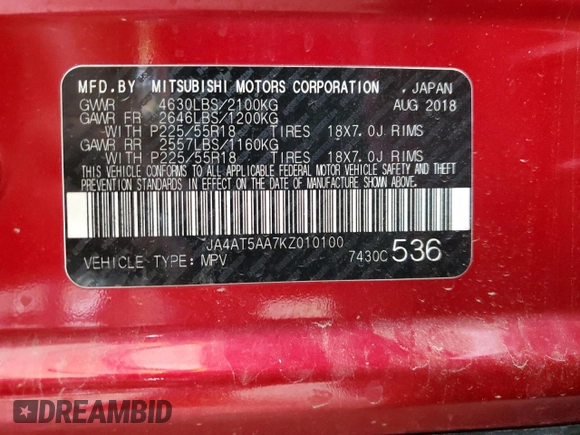 MFD.BY MITSUBISHI MOTORS CORPORATION , JAPAN
GVWR 4630LBS/2100KG AUG 2018
GAWR FR 2646LBS/1200KG
WITH P225/55R18 TIRES 18X7.0J RIMS
GAWR RR 2557LBS/1160KG
WITH P225/55R18 TIRES 18X7.0J RIMS
THIS VEHICLE CONFORMS TO ALL APPLICABLE FEDERAL MOTOR VEHICLE SAFETY AND THEFT
PREVENTION STANDARDS IN EFFECT ON THE DATE OF MANUFACTURE SHOWN ABOVE.
JA4AT5AA7KZ010100
VEHICLE TYPE: MPV 7430C 536
DREAMBID